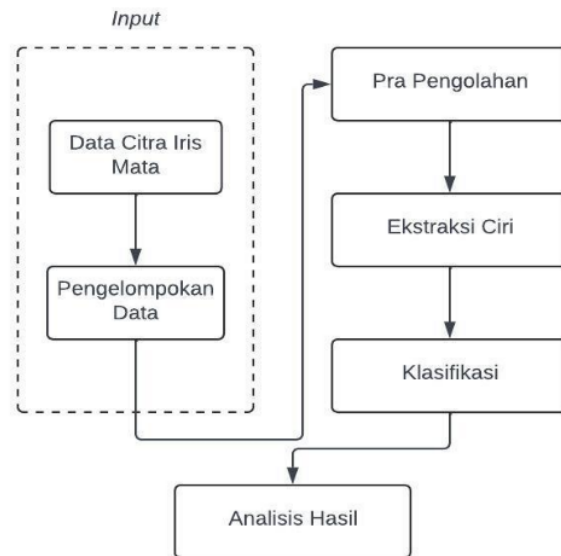 Input
Data Citra Iris
Mata
Pengelompokan
Data
Pra Pengolahan
Ekstraksi Ciri
Klasifikasi
Analisis Hasil